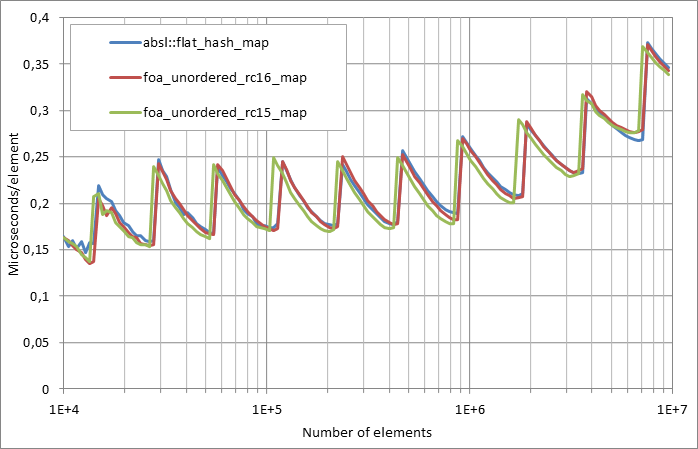 absl::flat_hash_map
foa_unordered_rc16_map
foa_unordered_rc15_map
Microseconds/element
0,4
0,35
0,3
0,25
0,2
0,15
0,1
0,05
0
1E+4
1E+5
1E+6
1E+7
Number of elements